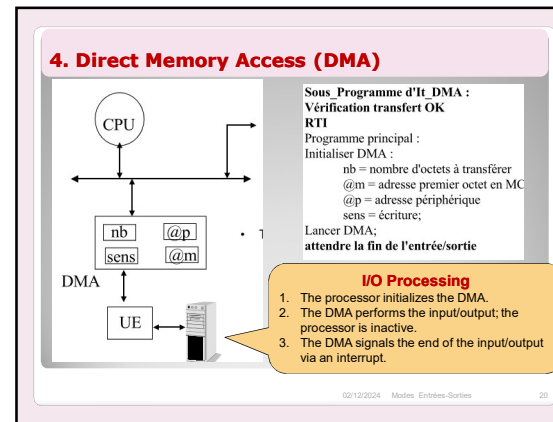 4. Direct Memory Access (DMA)
CPU
nb @p
sens @m
DMA
UE
Sous_Programme d'It_DMA :
Vérification transfert OK
RTI
Programme principal :
Initialiser DMA :
nb = nombre d'octets à transférer
@m = adresse premier octet en MC
@p = adresse périphérique
sens = écriture;
Lancer DMA;
attendre la fin de l'entrée/sortie
I/O Processing
1. The processor initializes the DMA.
2. The DMA performs the input/output; the
processor is inactive.
3. The DMA signals the end of the input/output
via an interrupt.
02/12/2024 Modes Entrées-Sorties 20